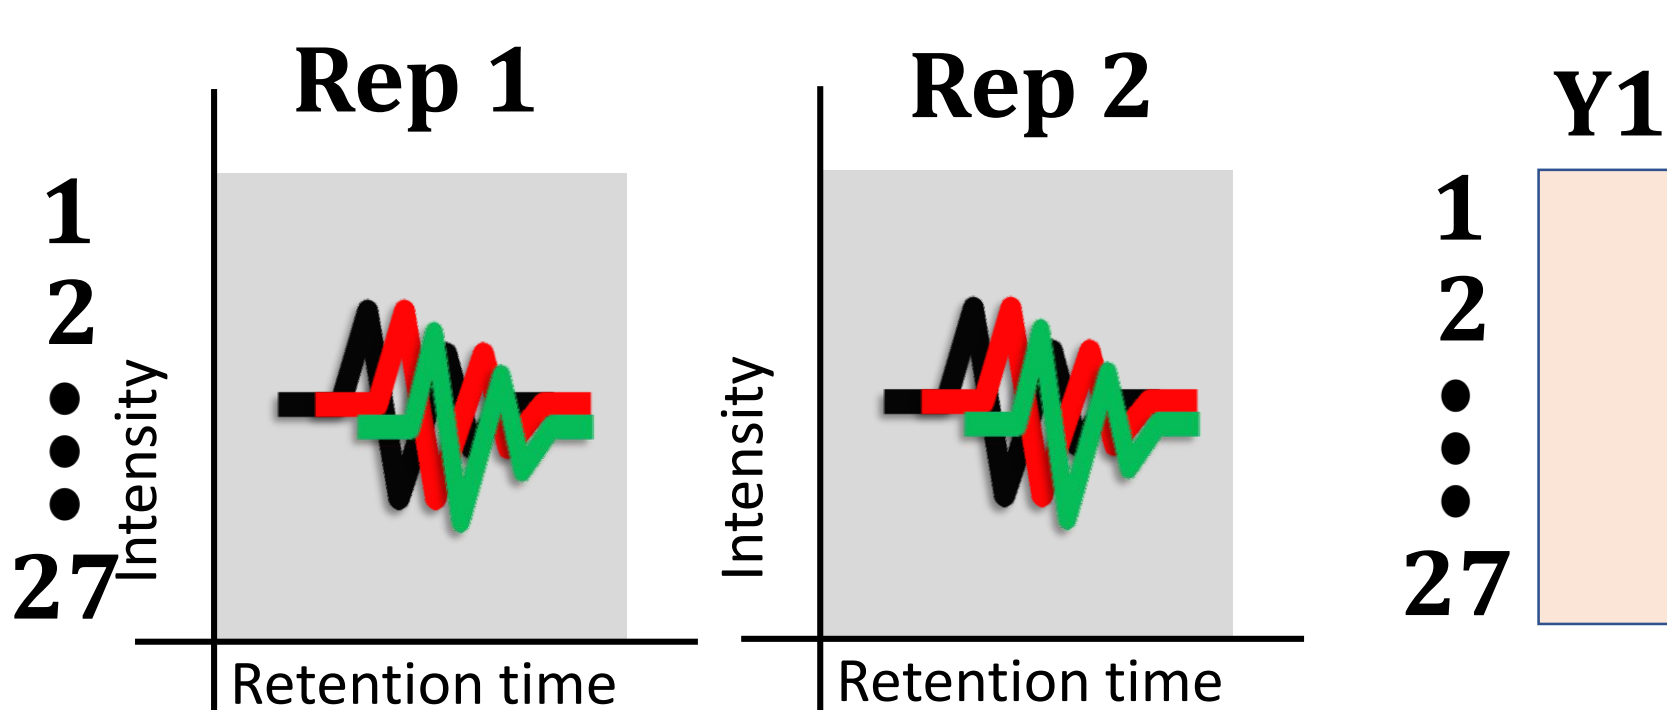 Rep 1
Rep 2
Y1
1
2
27
Intensity
Retention time
Intensity
Retention time
1
2
27